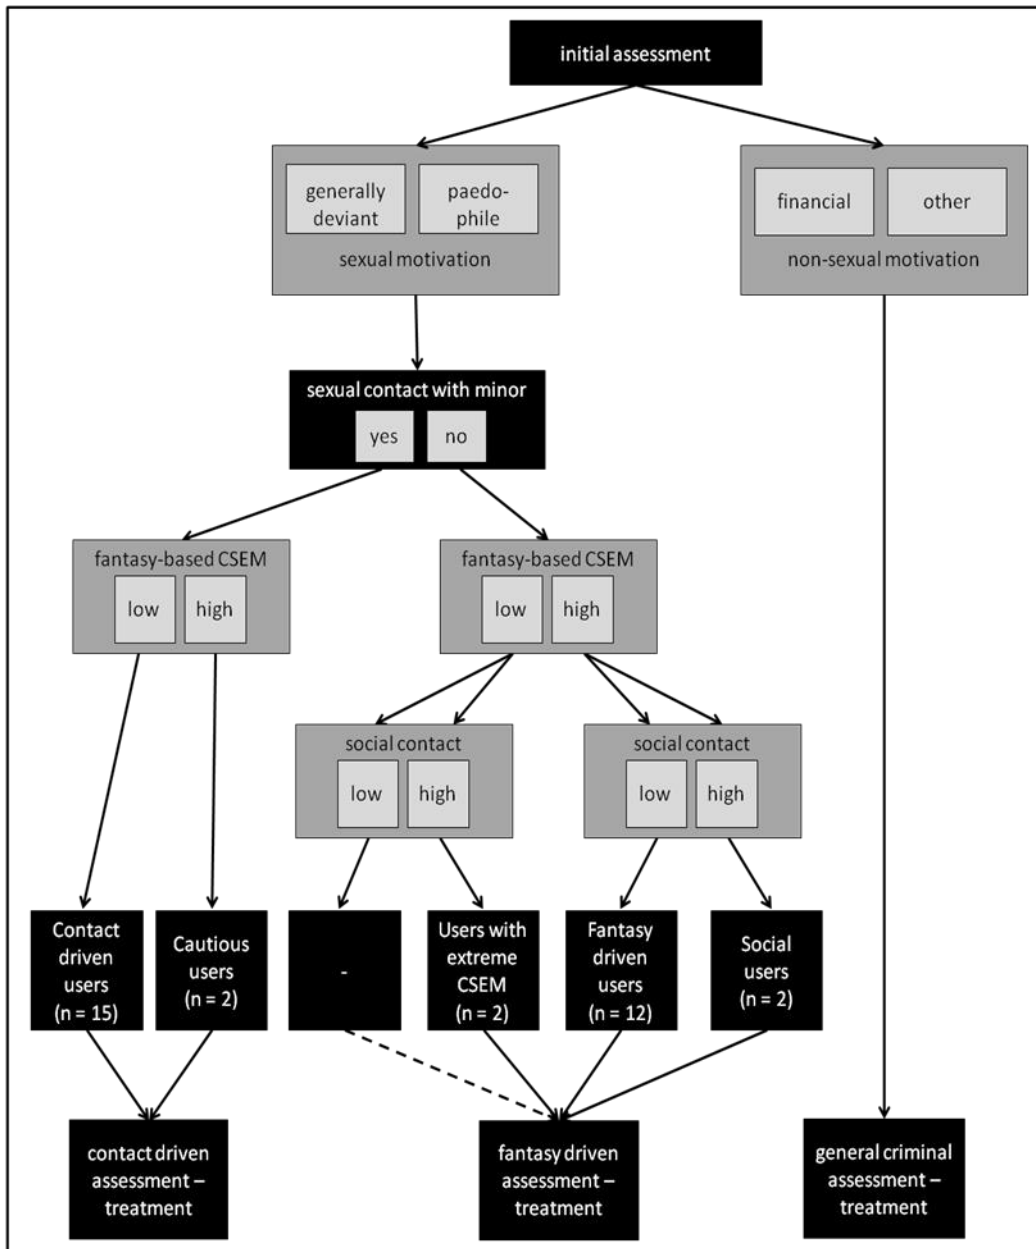 initial assessment
generally
deviant
paedo-
phile
sexual motivation
financial
other
non-sexual motivation
sexual contact with minor
yes
no
fantasy-based CSEM
low
high
fantasy-based CSEM
low
high
social contact
low
high
social contact
low
high
Contact
driven
users
(n = 15)
Cautious
users
(n = 2)
-
Users with
extreme
CSEM
(n = 2)
Fantasy
driven
users
(n = 12)
Social
users
(n = 2)
contact driven
assessment –
treatment
fantasy driven
assessment –
treatment
general criminal
assessment –
treatment